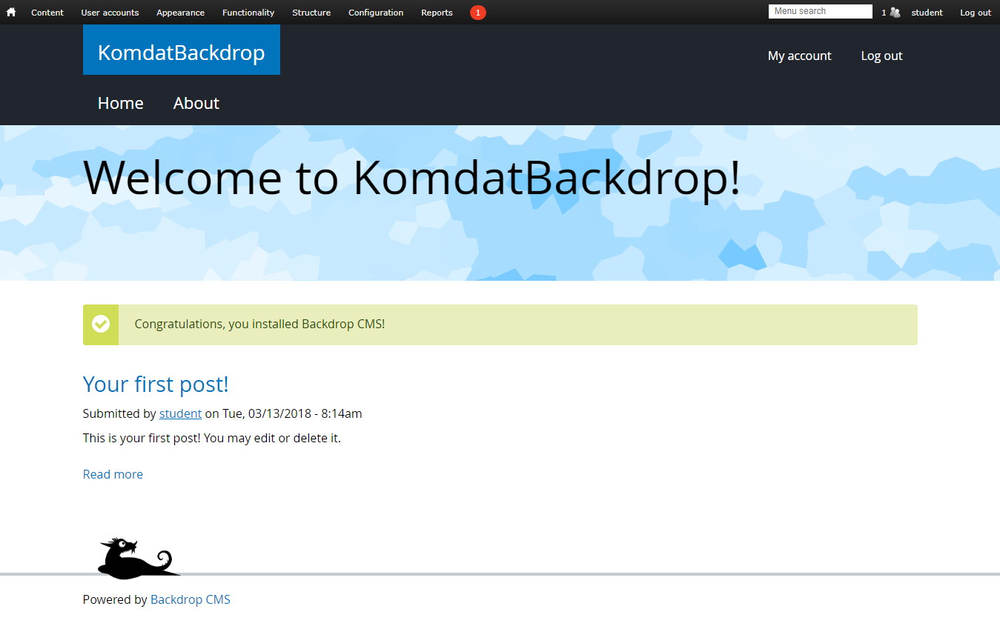 Content User accounts Appearance Functionality Structure Configuration Reports 1 Menu search 1 student Log out
KomdatBackdrop
My account Log out
Home About
Welcome to KomdatBackdrop!
Congratulations, you installed Backdrop CMS!
Your first post!
Submitted by student on Tue, 03/13/2018 - 8:14am
This is your first post! You may edit or delete it.
Read more
Powered by Backdrop CMS